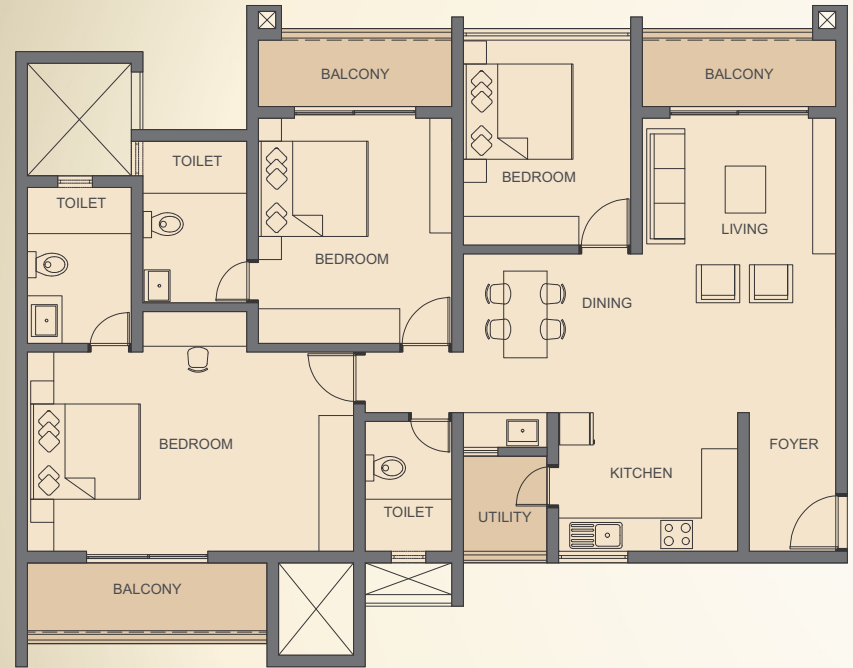 BALCONY
BALCONY
TOILET
BEDROOM
TOILET
LIVING
BEDROOM
DINING
BEDROOM
FOYER
KITCHEN
TOILET
UTILITY
BALCONY